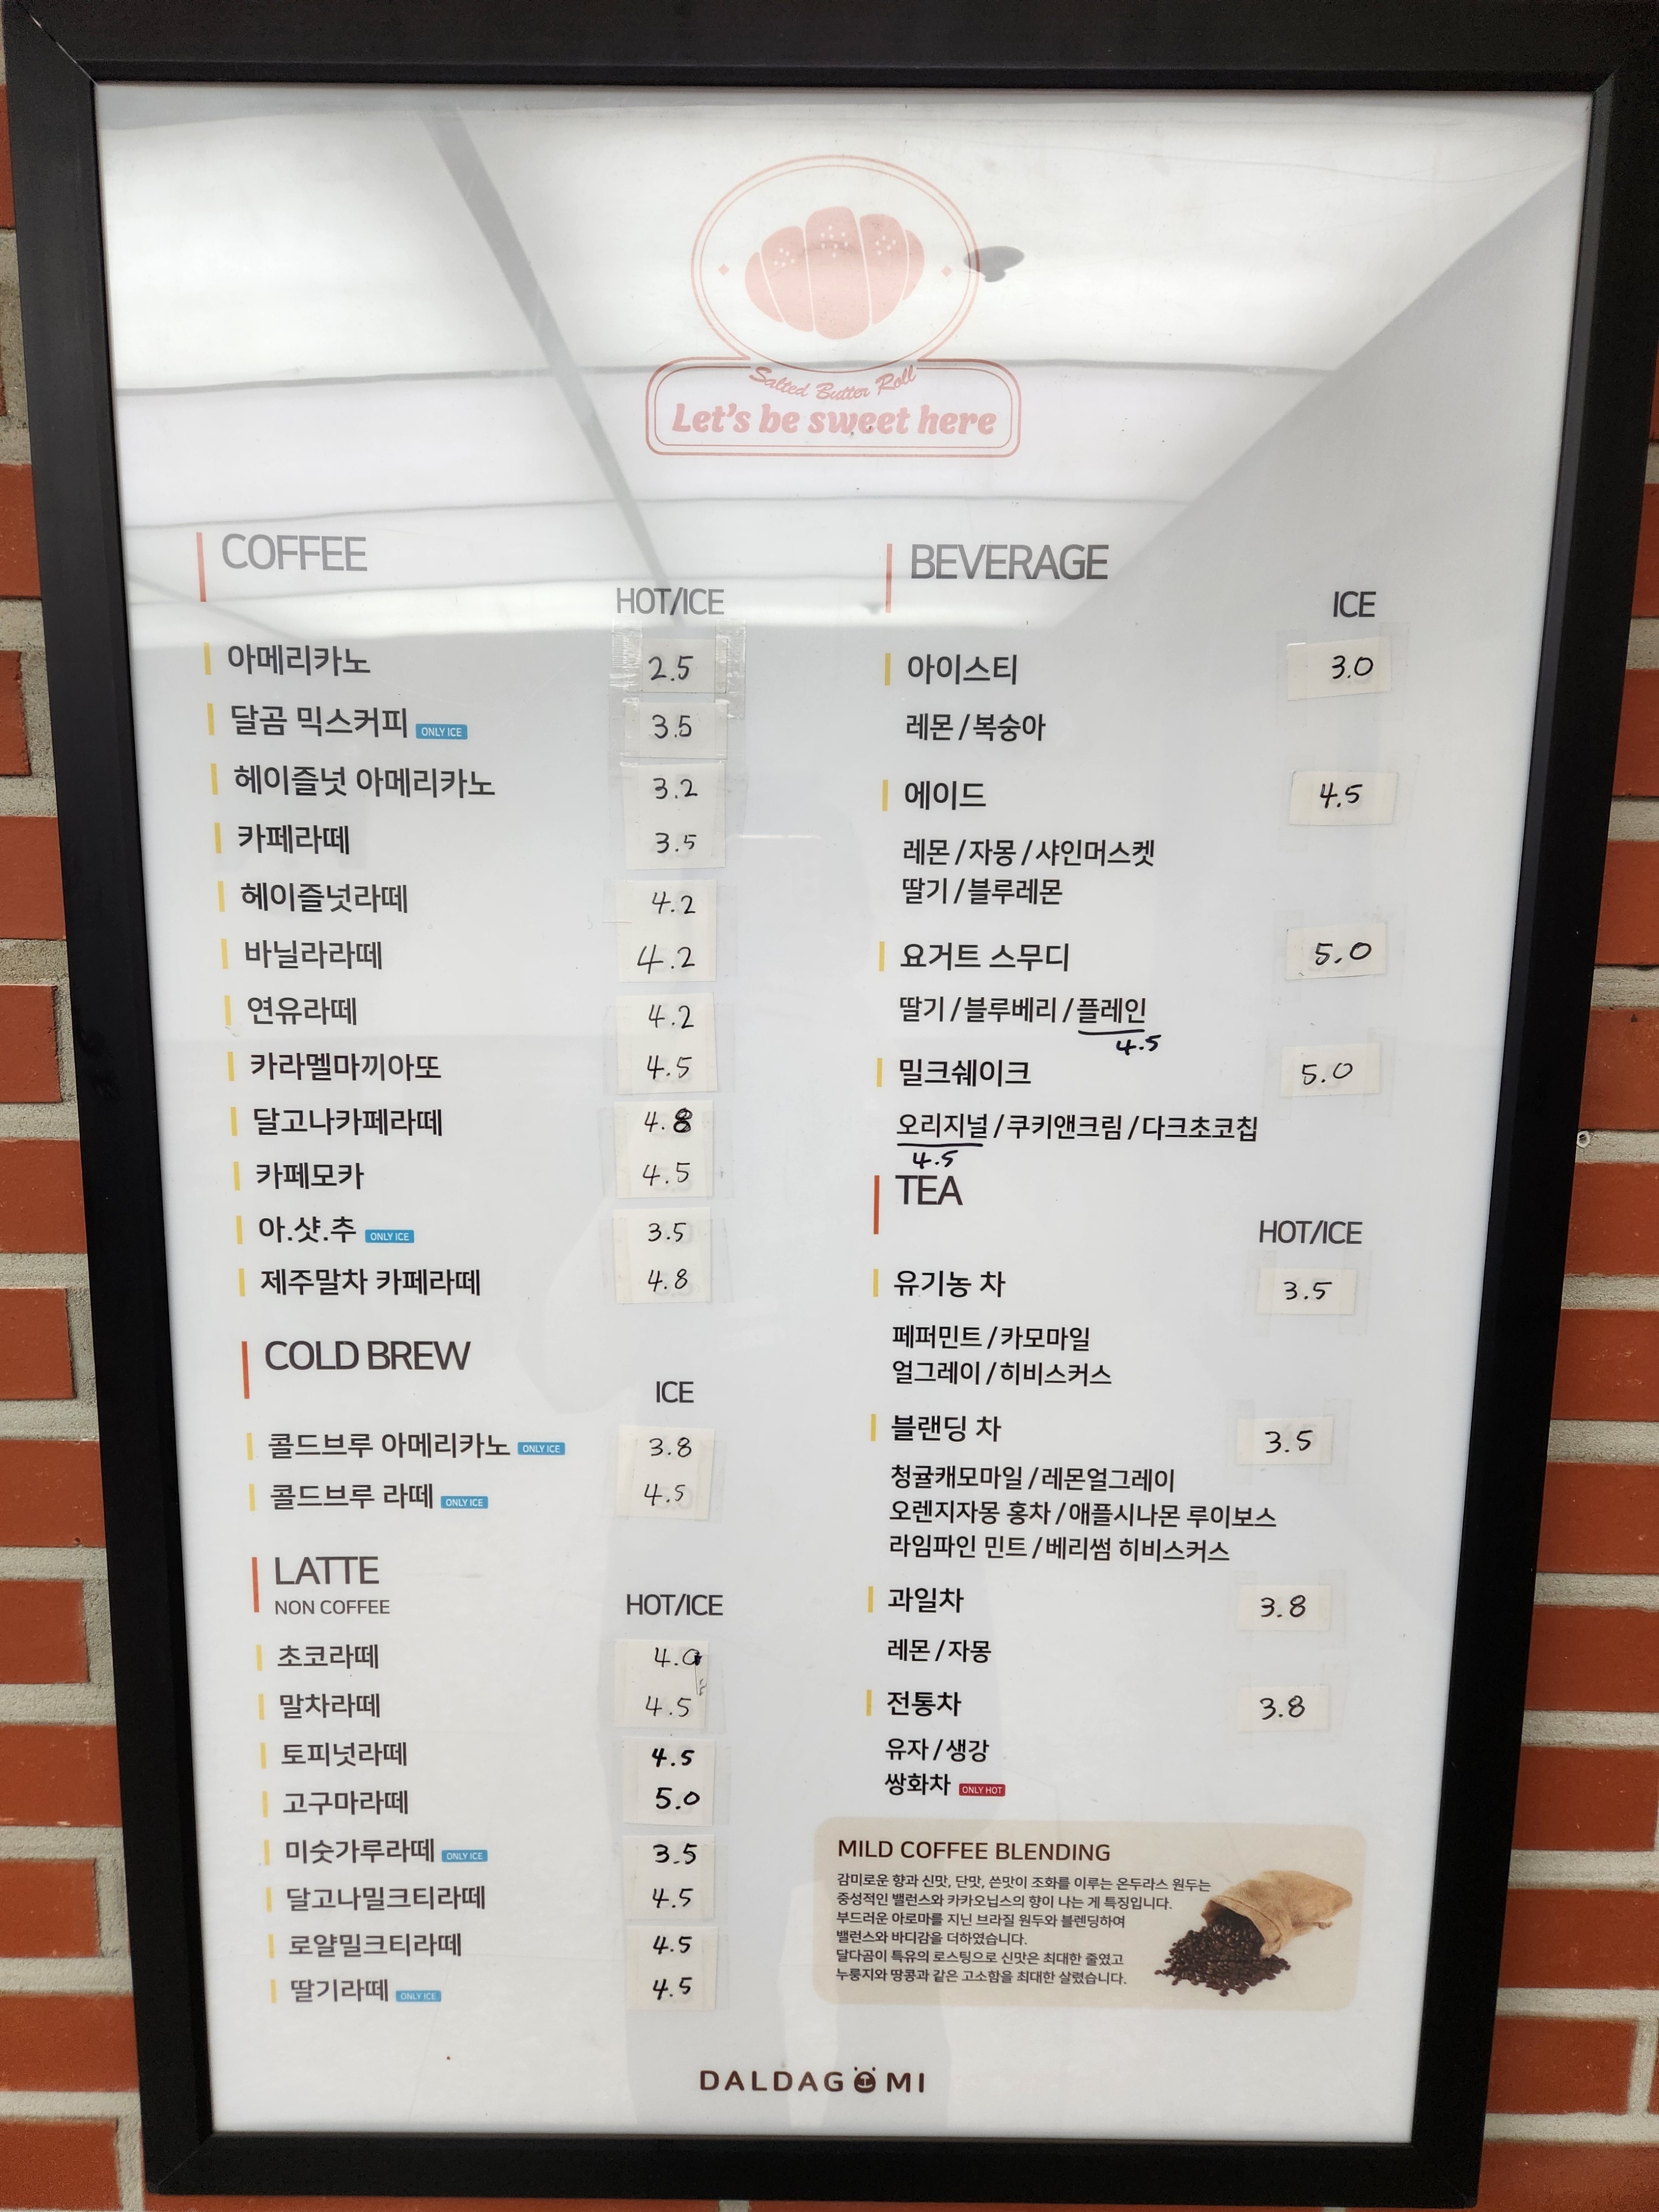 Salted Butter Roll
Let's be sweet here
COFFEE
HOT/ICE
아메리카노 2.5
달곰 믹스커피 ONLY ICE 3.5
헤이즐넛 아메리카노 3.2
카페라떼 3.5
헤이즐넛라떼 4.2
바닐라라떼 4.2
연유라떼 4.2
카라멜마끼아또 4.5
달고나카페라떼 4.8
카페모카 4.5
아.샷.추 ONLY ICE 3.5
제주말차 카페라떼 4.8
COLD BREW
ICE
콜드브루 아메리카노 ONLY ICE 3.8
콜드브루 라떼 ONLY ICE 4.5
LATTE
NON COFFEE HOT/ICE
초코라떼 4.0
말차라떼 4.5
토피넛라떼 4.5
고구마라떼 5.0
미숫가루라떼 ONLY ICE 3.5
달고나밀크티라떼 4.5
로얄밀크티라떼 4.5
딸기라떼 ONLY ICE 4.5
BEVERAGE
ICE
아이스티 3.0
레몬/복숭아
에이드 4.5
레몬/자몽/샤인머스켓
딸기/블루레몬
요거트 스무디 5.0
딸기/블루베리/플레인
4.5
밀크쉐이크 5.0
오리지널/쿠키앤크림/다크초코칩
4.5
TEA
HOT/ICE
유기농 차 3.5
페퍼민트/카모마일
얼그레이/히비스커스
블랜딩 차 3.5
청귤캐모마일/레몬얼그레이
오렌지자몽 홍차/애플시나몬 루이보스
라임파인 민트/베리썸 히비스커스
과일차 3.8
레몬/자몽
전통차 3.8
유자/생강
쌍화차 ONLY HOT
MILD COFFEE BLENDING
감미로운 향과 신맛, 단맛, 쓴맛이 조화를 이루는 온두라스 원두는
중성적인 밸런스와 카카오닙스의 향이 나는 게 특징입니다.
부드러운 아로마를 지닌 브라질 원두와 블렌딩하여
밸런스와 바디감을 더하였습니다.
달다곰이 특유의 로스팅으로 신맛은 최대한 줄였고
누룽지와 땅콩과 같은 고소함을 최대한 살렸습니다.
DALDAGOMI